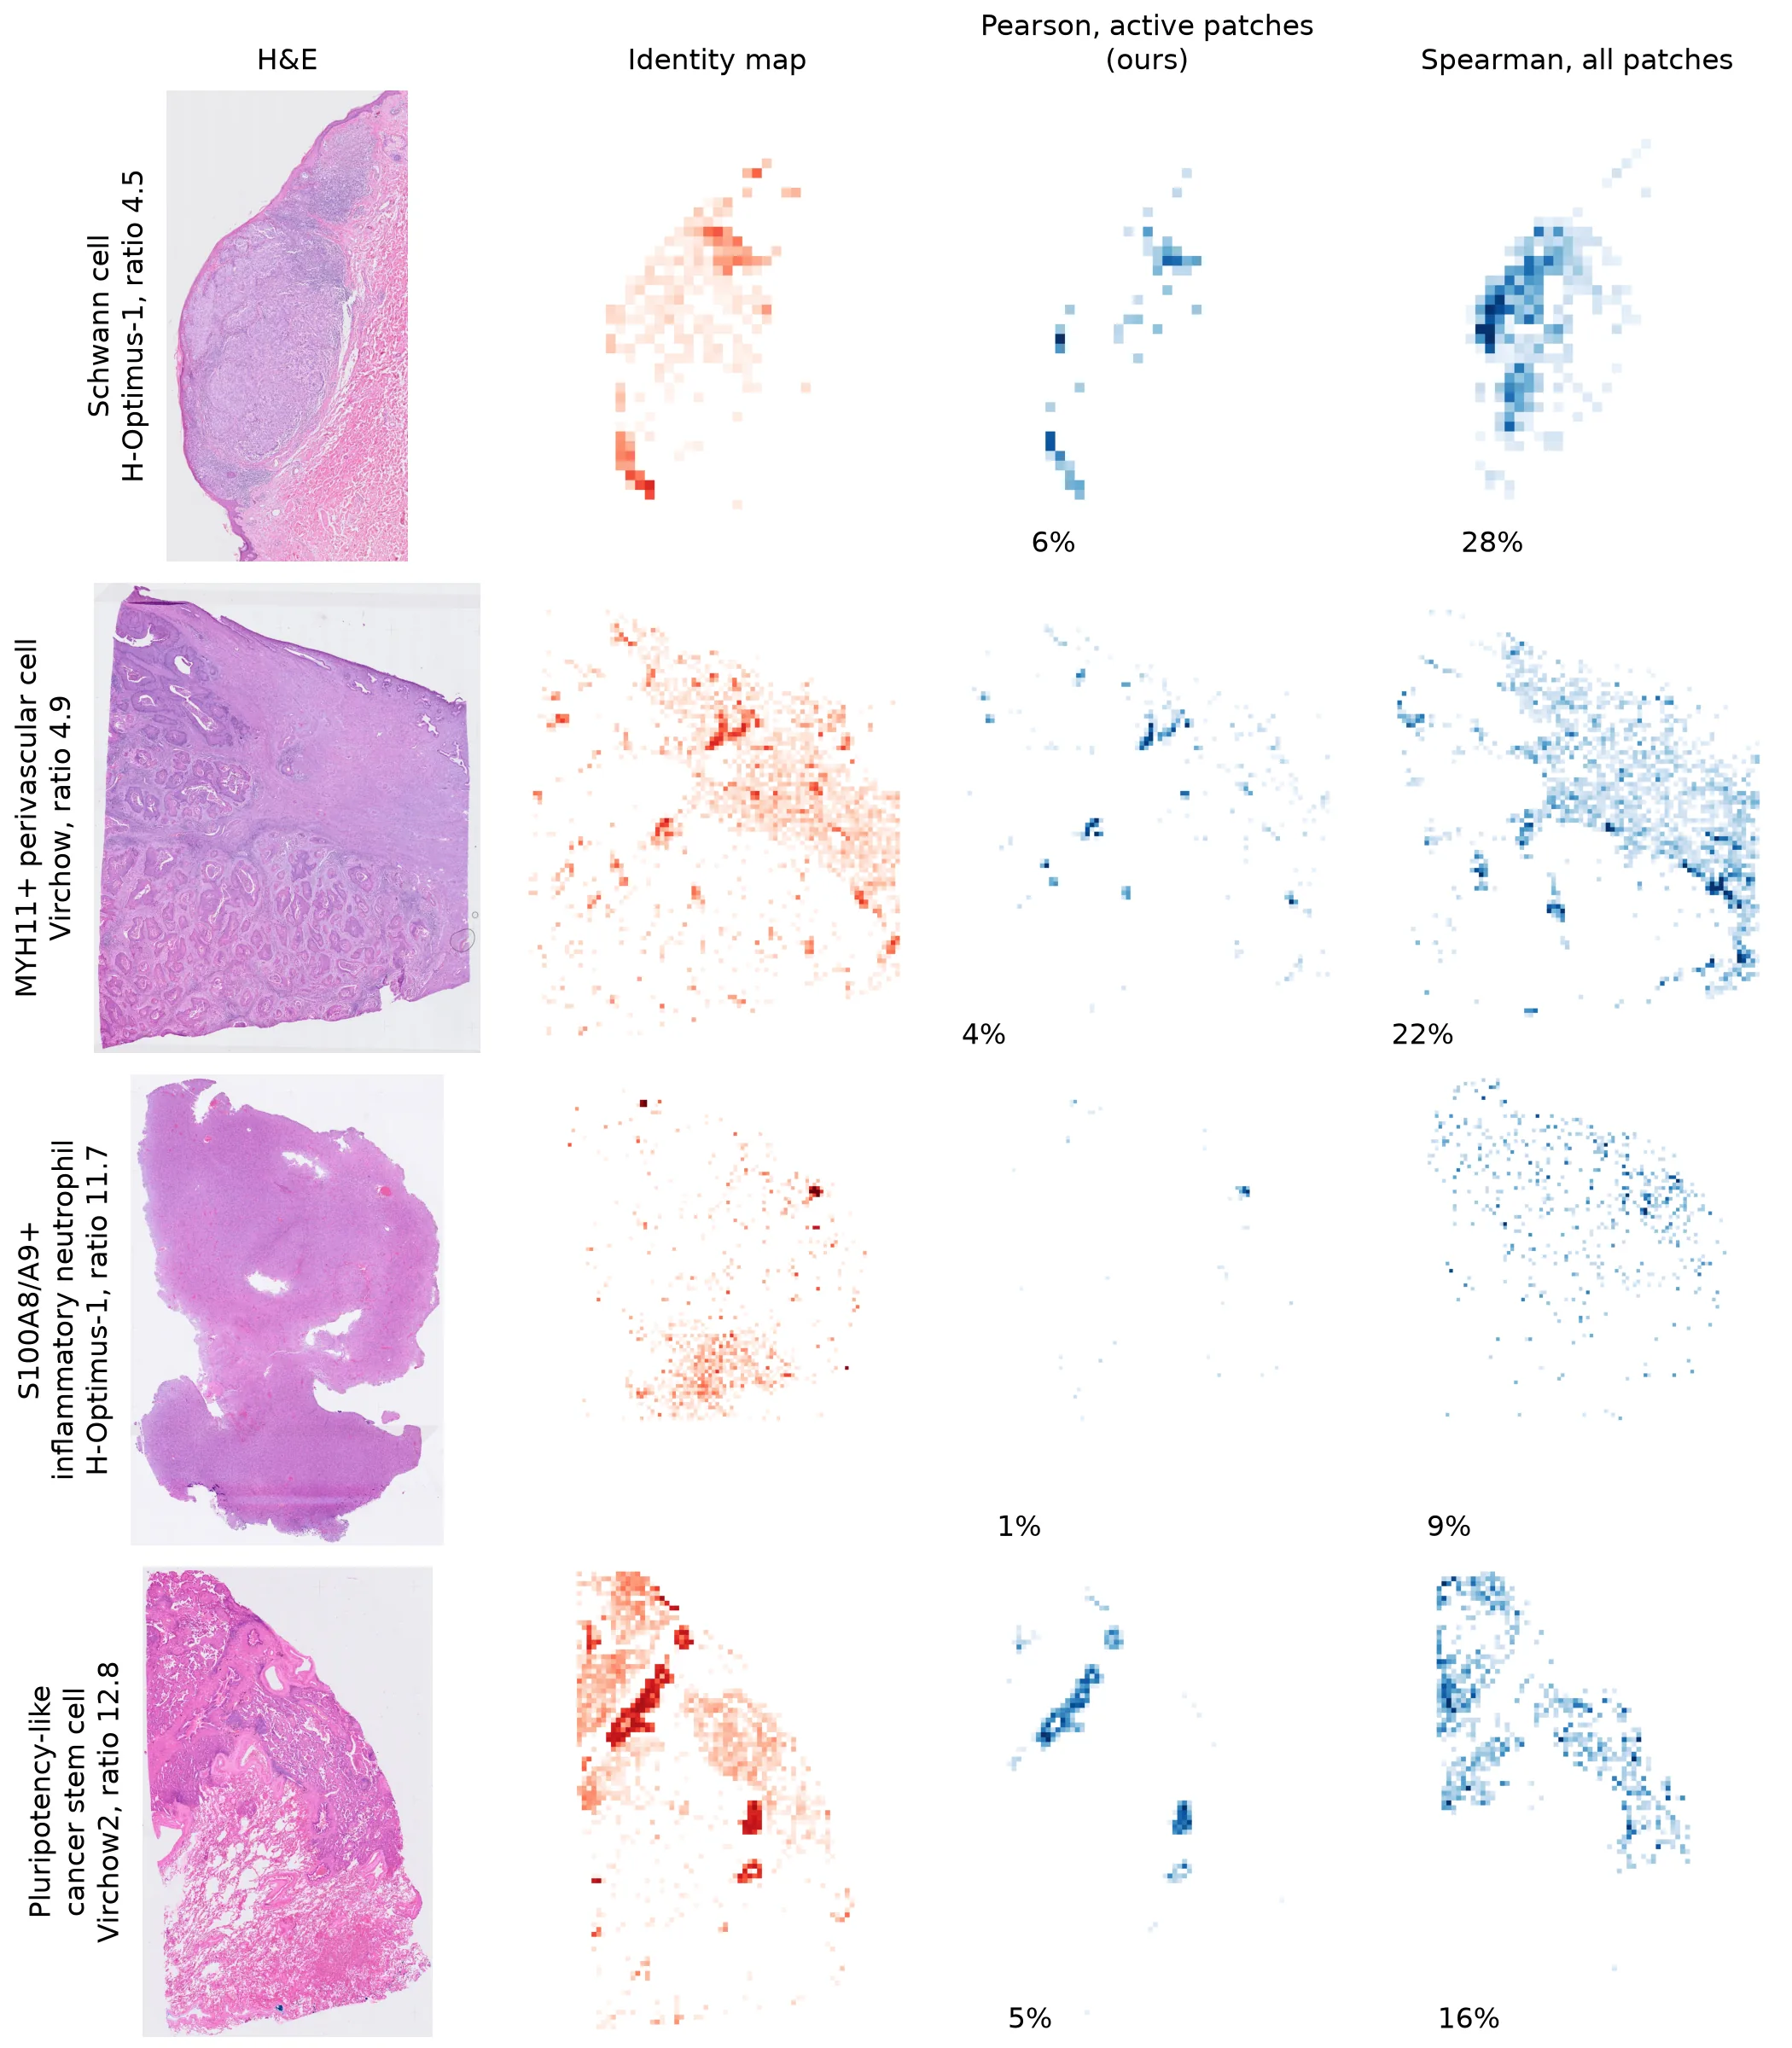 H&E
Identity map
Pearson, active patches
(ours)
Spearman, all patches
Schwann cell
H-Optimus-1, ratio 4.5
6%
28%
MYH11+ perivascular cell
Virchow, ratio 4.9
4%
22%
S100A8/A9+
inflammatory neutrophil
H-Optimus-1, ratio 11.7
1%
9%
Pluripotency-like
cancer stem cell
Virchow2, ratio 12.8
5%
16%